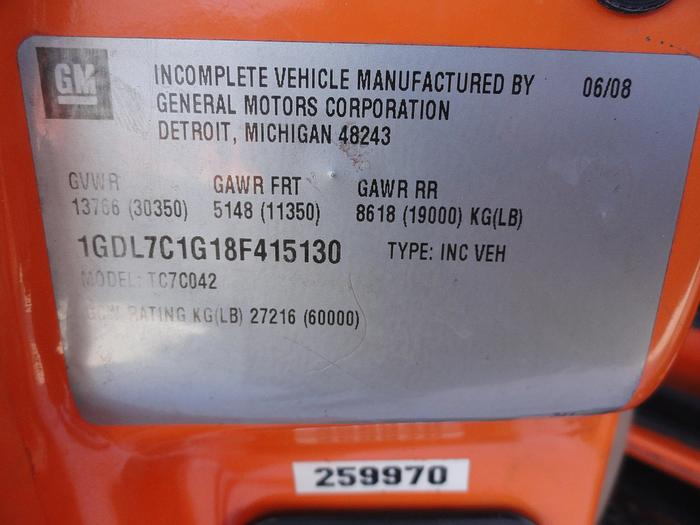 GM
INCOMPLETE VEHICLE MANUFACTURED BY 06/08
GENERAL MOTORS CORPORATION
DETROIT, MICHIGAN 48243
GVWR GAWR FRT GAWR RR
13766 (30350) 5148 (11350) 8618 (19000) KG(LB)
1GDL7C1G18F415130 TYPE: INC VEH
MODEL: TC7C042
GCW RATING KG(LB) 27216 (60000)
259970